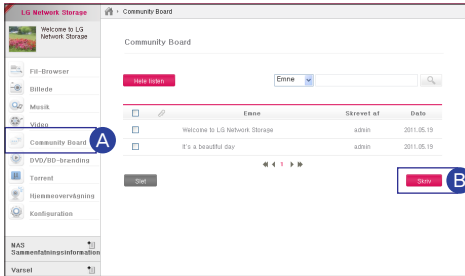 LG Network Storage
Community Board
Welcome to LG
Network Storage
Community Board
Fil-Browser
Hele listen
Emne
Billede
Musik
Emne
Skrevet af
Dato
Video
Welcome to LG Network Storage
admin
2011.05.19
Community Board
A
It's a beautiful day
admin
2011.05.19
DVD/BD-brænding
1
Torrent
Slet
Skriv
B
Hjemmeovervågning
Konfiguration
NAS
Sammenfatningsinformation
Varsel